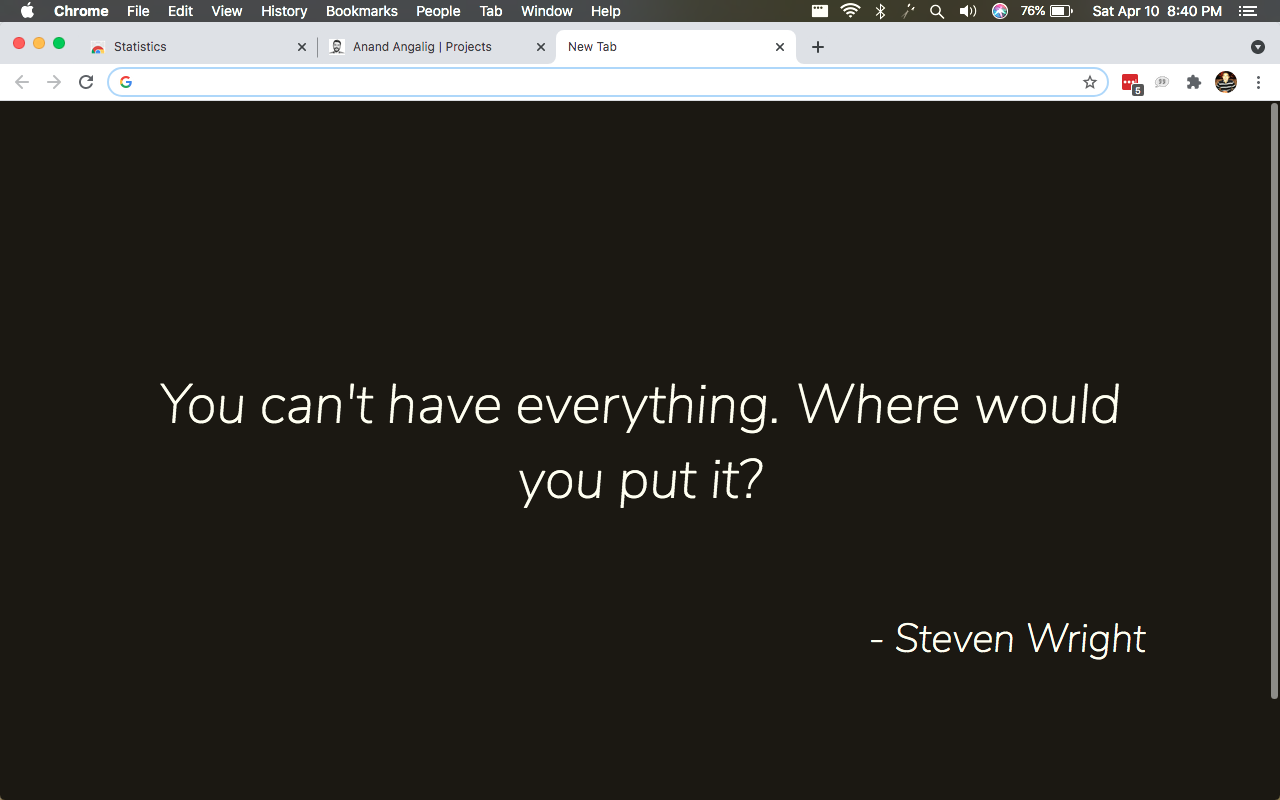 Chrome File Edit View History Bookmarks People Tab Window Help 76% Sat Apr 10 8:40 PM
Statistics Anand Angalig | Projects New Tab
5
You can't have everything. Where would
you put it?
- Steven Wright